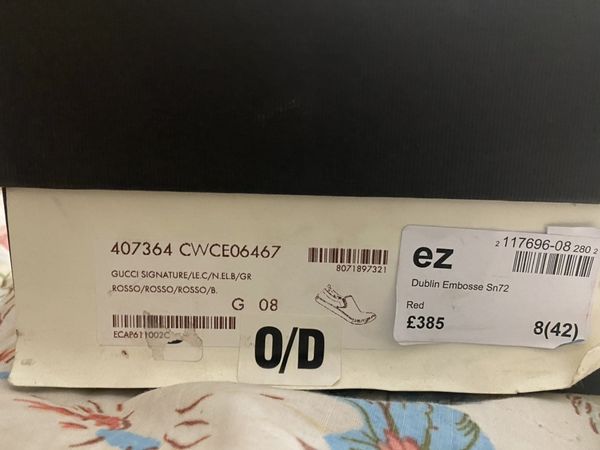 407364 CWCE06467
GUCCI SIGNATURE/LE.C/N.EL.B/GR
ROSSO/ROSSO/ROSSO/B.
G 08
8071897321
ECAP611002C
O/D
ez
2 117696-08 280 2
Dublin Embosse Sn72
Red
£385
8(42)